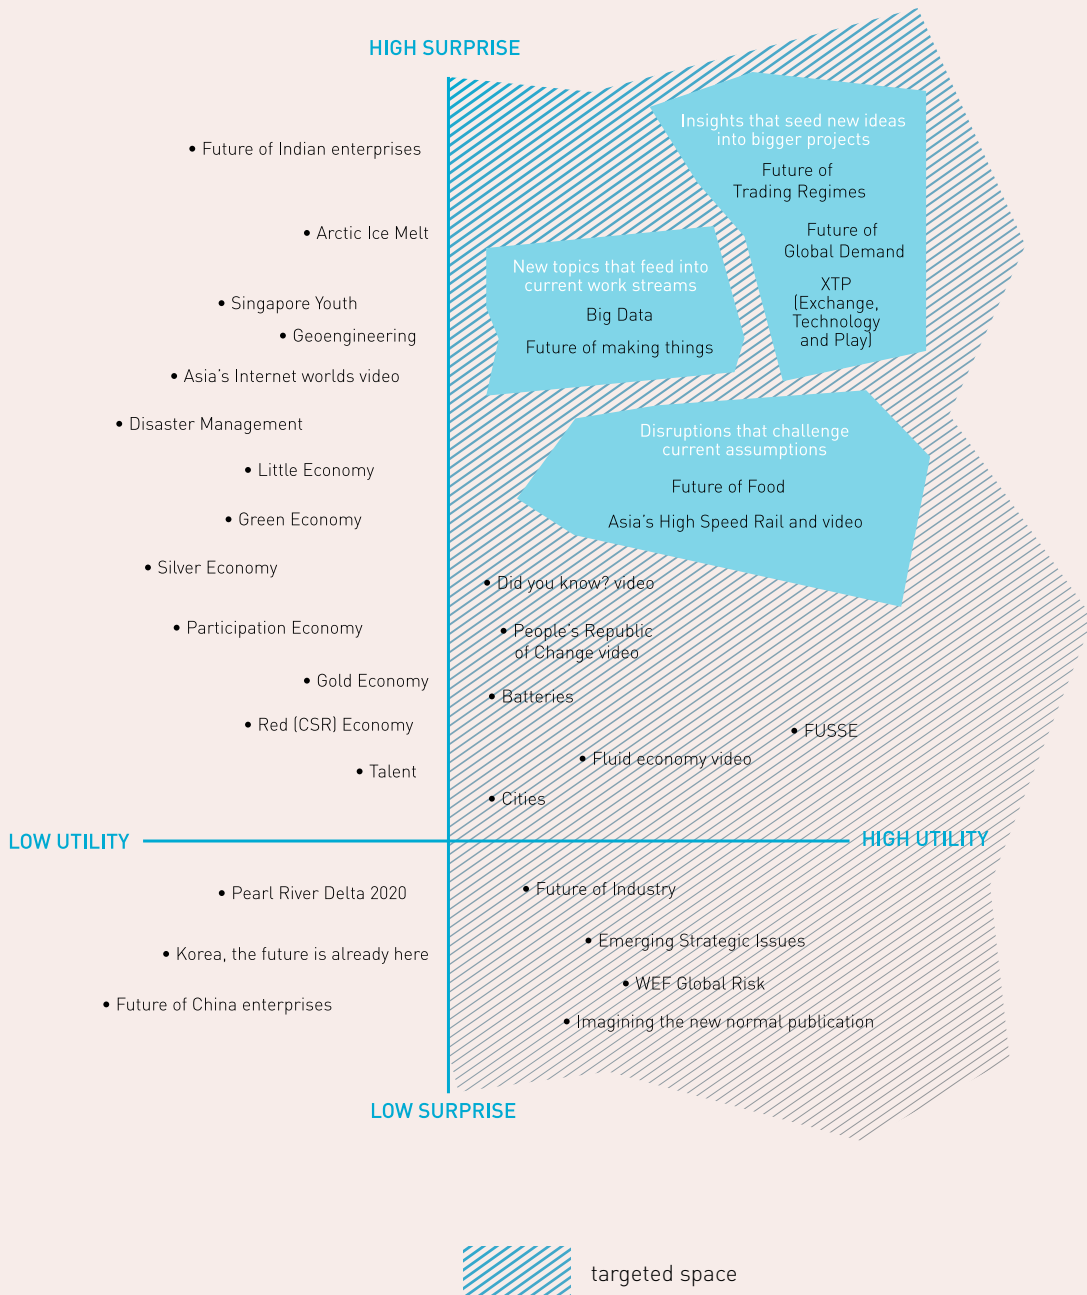 HIGH SURPRISE
Insights that seed new ideas
into bigger projects
• Future of Indian enterprises
Future of
Trading Regimes
• Arctic Ice Melt
Future of
Global Demand
New topics that feed into
current work streams
XTP
(Exchange,
Technology
and Play)
• Singapore Youth
Big Data
• Geoengineering
Future of making things
• Asia's Internet worlds video
• Disaster Management
Disruptions that challenge
current assumptions
• Little Economy
Future of Food
• Green Economy
Asia's High Speed Rail and video
• Silver Economy
• Did you know? video
• Participation Economy
• People's Republic
of Change video
• Gold Economy
• Batteries
• Red (CSR) Economy
• FUSSE
• Fluid economy video
• Talent
• Cities
LOW UTILITY
HIGH UTILITY
• Pearl River Delta 2020
• Future of Industry
• Emerging Strategic Issues
• Korea, the future is already here
• WEF Global Risk
• Future of China enterprises
• Imagining the new normal publication
LOW SURPRISE
targeted space